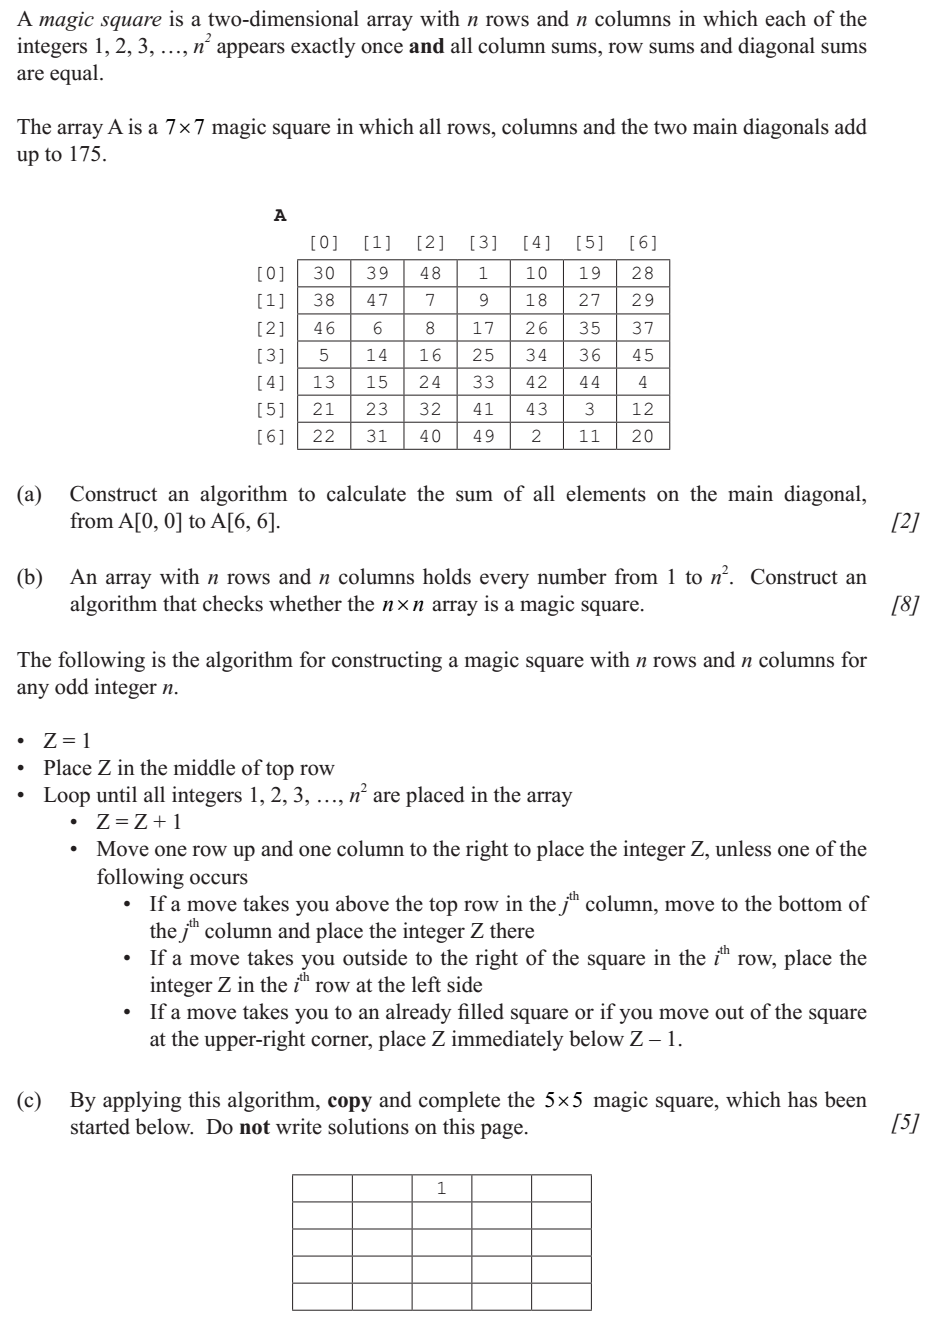 A magic square is a two-dimensional array with n rows and n columns in which each of the
integers 1, 2, 3, …, n² appears exactly once and all column sums, row sums and diagonal sums
are equal.
The array A is a 7×7 magic square in which all rows, columns and the two main diagonals add
up to 175.
A
[0] [1] [2] [3] [4] [5] [6]
[0] 30 39 48 1 10 19 28
[1] 38 47 7 9 18 27 29
[2] 46 6 8 17 26 35 37
[3] 5 14 16 25 34 36 45
[4] 13 15 24 33 42 44 4
[5] 21 23 32 41 43 3 12
[6] 22 31 40 49 2 11 20
(a) Construct an algorithm to calculate the sum of all elements on the main diagonal,
from A[0, 0] to A[6, 6]. [2]
(b) An array with n rows and n columns holds every number from 1 to n². Construct an
algorithm that checks whether the n×n array is a magic square. [8]
The following is the algorithm for constructing a magic square with n rows and n columns for
any odd integer n.
• Z = 1
• Place Z in the middle of top row
• Loop until all integers 1, 2, 3, …, n² are placed in the array
• Z = Z + 1
• Move one row up and one column to the right to place the integer Z, unless one of the
following occurs
• If a move takes you above the top row in the jth column, move to the bottom of
the jth column and place the integer Z there
• If a move takes you outside to the right of the square in the ith row, place the
integer Z in the ith row at the left side
• If a move takes you to an already filled square or if you move out of the square
at the upper-right corner, place Z immediately below Z – 1.
(c) By applying this algorithm, copy and complete the 5×5 magic square, which has been
started below. Do not write solutions on this page. [5]
1